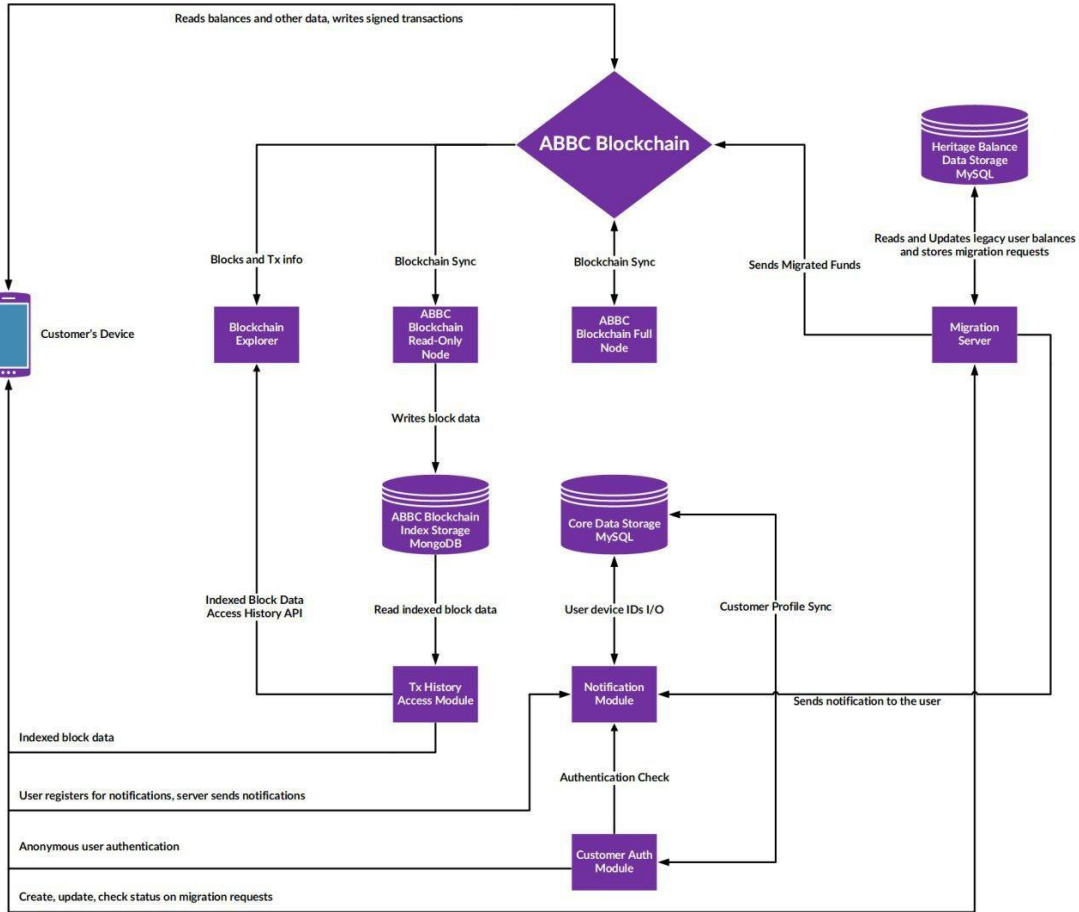 Reads balances and other data, writes signed transactions
ABBC Blockchain
Heritage Balance
Data Storage
MySQL
Blocks and Tx info
Blockchain Sync
Blockchain Sync
Sends Migrated Funds
Reads and Updates legacy user balances
and stores migration requests
Customer's Device
Blockchain
Explorer
ABBC
Blockchain
Read-Only
Node
ABBC
Blockchain Full
Node
Migration
Server
Writes block data
ABBC Blockchain
Index Storage
MongoDB
Core Data Storage
MySQL
Indexed Block Data
Access History API
Read indexed block data
User device IDs I/O
Customer Profile Sync
Tx History
Access Module
Notification
Module
Sends notification to the user
Indexed block data
Authentication Check
User registers for notifications, server sends notifications
Anonymous user authentication
Customer Auth
Module
Create, update, check status on migration requests